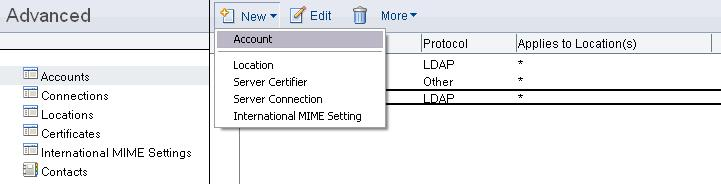 Advanced
New Edit More
Account
Protocol Applies to Location(s)
Location
LDAP *
Server Certifier
Other *
Server Connection
LDAP *
International MIME Setting
Accounts
Connections
Locations
Certificates
International MIME Settings
Contacts